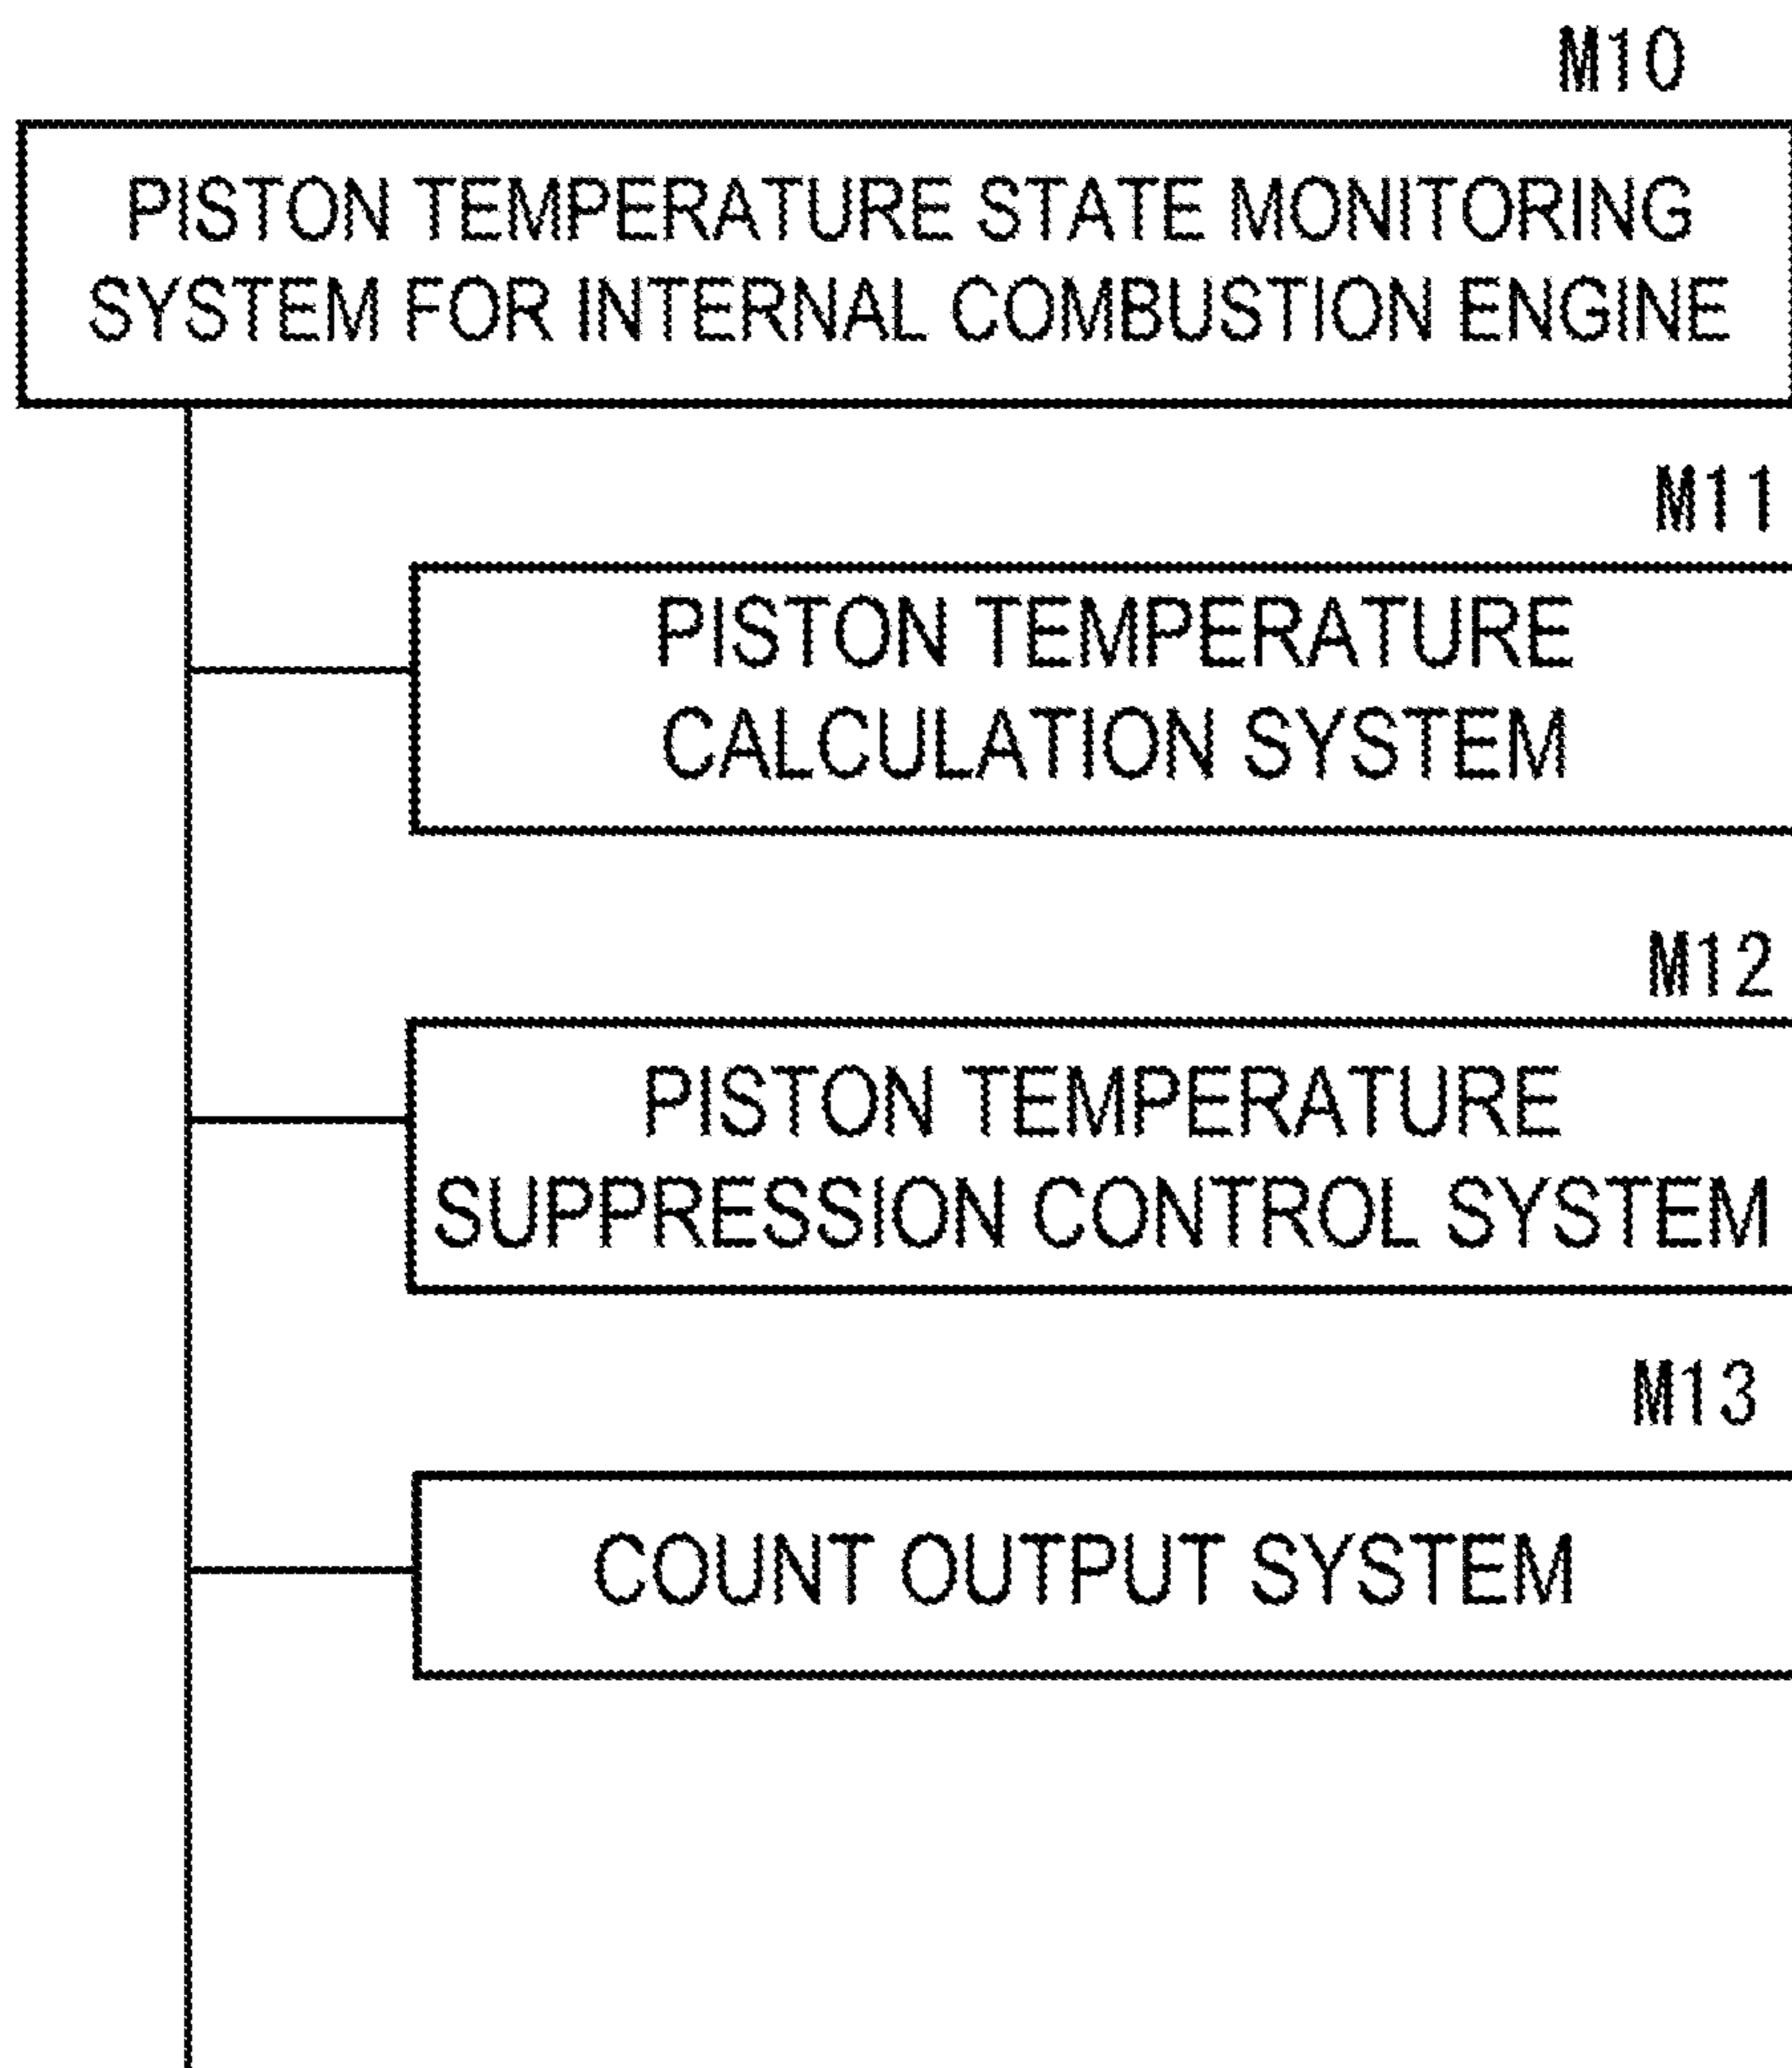 M10
PISTON TEMPERATURE STATE MONITORING
SYSTEM FOR INTERNAL COMBUSTION ENGINE
M11
PISTON TEMPERATURE
CALCULATION SYSTEM
M12
PISTON TEMPERATURE
SUPPRESSION CONTROL SYSTEM
M13
COUNT OUTPUT SYSTEM